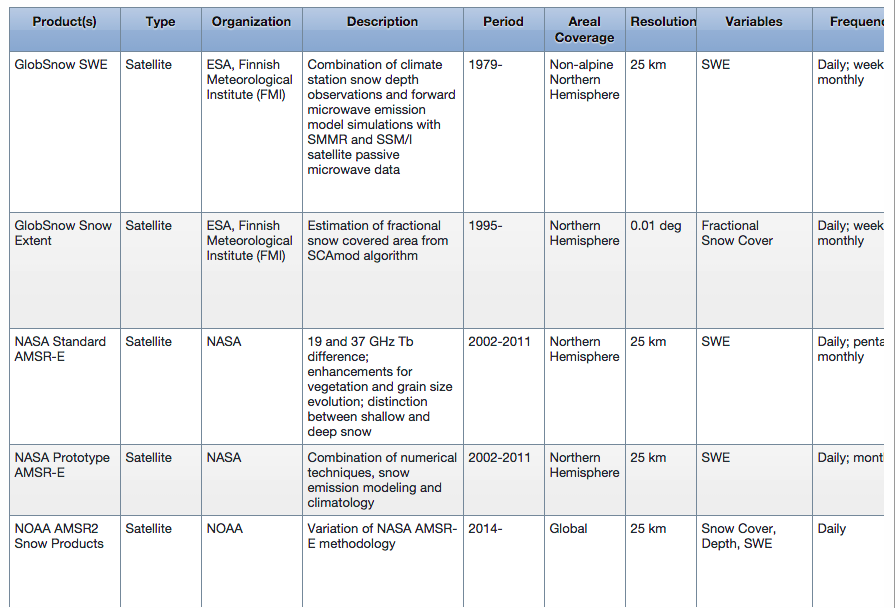 Product(s) Type Organization Description Period Areal Coverage Resolution Variables
GlobSnow SWE Satellite ESA, Finnish Combination of climate 1979- Non-alpine 25 km SWE Daily;
Meteorological station snow depth Northern monthly
Institute (FMI) observations and forward Hemisphere
microwave emission
model simulations with
SMMR and SSM/I
satellite passive
microwave data
GlobSnow Snow Satellite ESA, Finnish Estimation of fractional 1995- Northern 0.01 deg Fractional Daily;
Extent Meteorological snow covered area from Hemisphere Snow Cover monthly
Institute (FMI) SCAmod algorithm
NASA Standard Satellite NASA 19 and 37 GHz Tb 2002-2011 Northern 25 km SWE Daily;
AMSR-E difference; Hemisphere monthly
enhancements for
vegetation and grain size
evolution; distinction
between shallow and
deep snow
NASA Prototype Satellite NASA Combination of numerical 2002-2011 Northern 25 km SWE Daily;
AMSR-E techniques, snow Hemisphere
emission modeling and
climatology
NOAA AMSR2 Satellite NOAA Variation of NASA AMSR- 2014- Global 25 km Snow Cover, Daily
Snow Products E methodology Depth, SWE